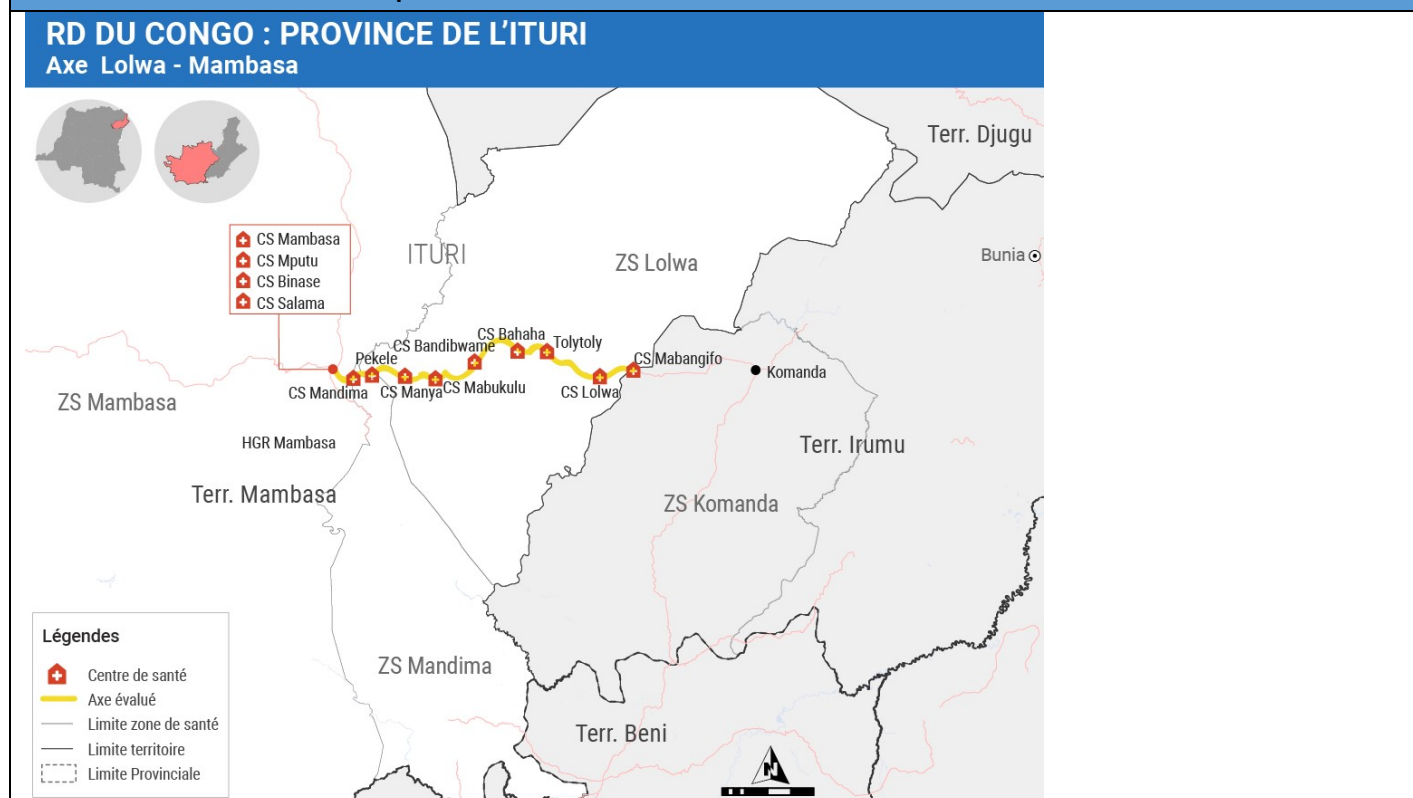 RD DU CONGO : PROVINCE DE L’ITURI
Axe Lolwa - Mambasa
Terr. Djugu
CS Mambasa
CS Mputu
CS Binase
CS Salama
ITURI
ZS Lolwa
Bunia
CS Bahaha
CS Bandibwame
Tolytoly
Pekele
CS Mabangifo
Komanda
CS Mandima
CS Manya
CS Mabukulu
CS Lolwa
ZS Mambasa
HGR Mambasa
Terr. Irumu
Terr. Mambasa
ZS Komanda
Légendes
Centre de santé
Axe évalué
Limite zone de santé
Limite territoire
Limite Provinciale
ZS Mandima
Terr. Beni
N